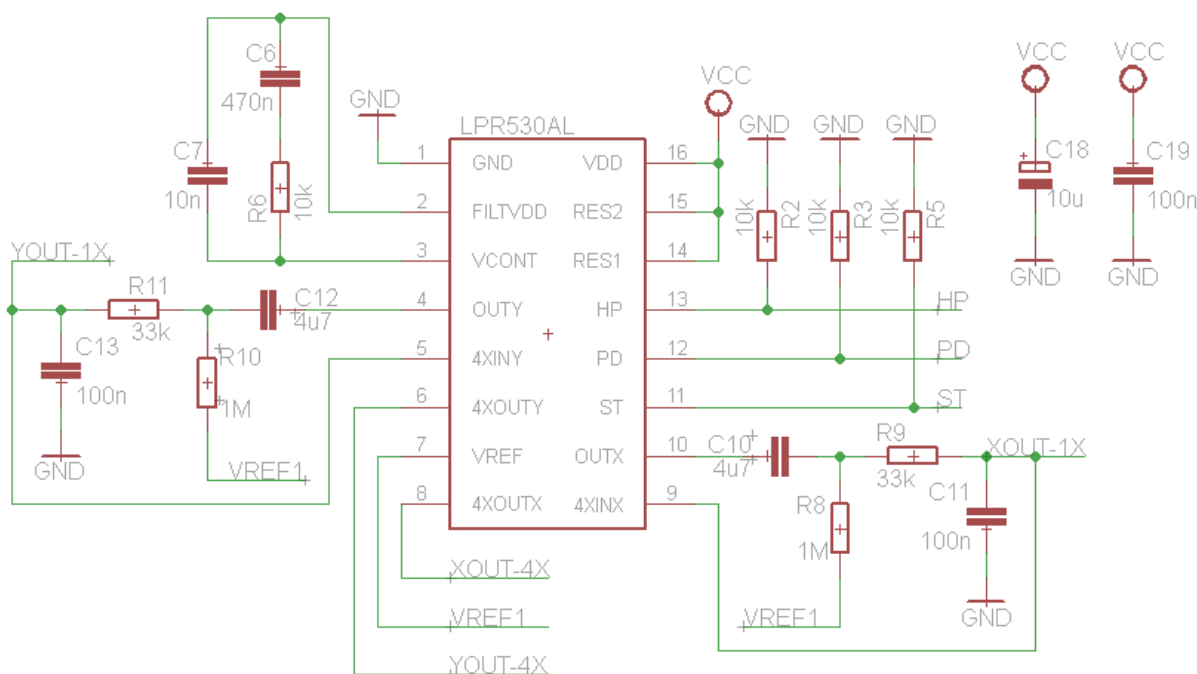 C6
470n
C7
10n
R6
10k
GND
LPR530AL
VCC
GND
GND
GND
VCC
VCC
C18
10u
C19
100n
GND
GND
1
GND
VDD
16
2
FILTVDD
RES2
15
3
VCONT
RES1
14
4
OUTY
HP
13
5
4XINY
PD
12
6
4XOUTY
ST
11
7
VREF
OUTX
10
8
4XOUTX
4XINX
9
10k
R2
10k
R3
10k
R5
HP
PD
ST
YOUT-1X
R11
33k
C12
4u7
C13
100n
R10
1M
GND
VREF1
C10
4u7
R9
33k
XOUT-1X
R8
1M
C11
100n
GND
VREF1
XOUT-4X
VREF1
YOUT-4X